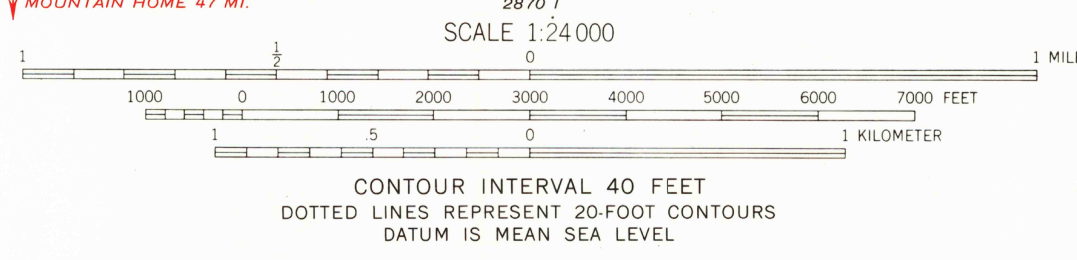 MOUNTAIN HOME 47 MI.
2870 I
SCALE 1:24 000
1 1/2 0 1 MILE
1000 0 1000 2000 3000 4000 5000 6000 7000 FEET
1 .5 0 1 KILOMETER
CONTOUR INTERVAL 40 FEET
DOTTED LINES REPRESENT 20-FOOT CONTOURS
DATUM IS MEAN SEA LEVEL